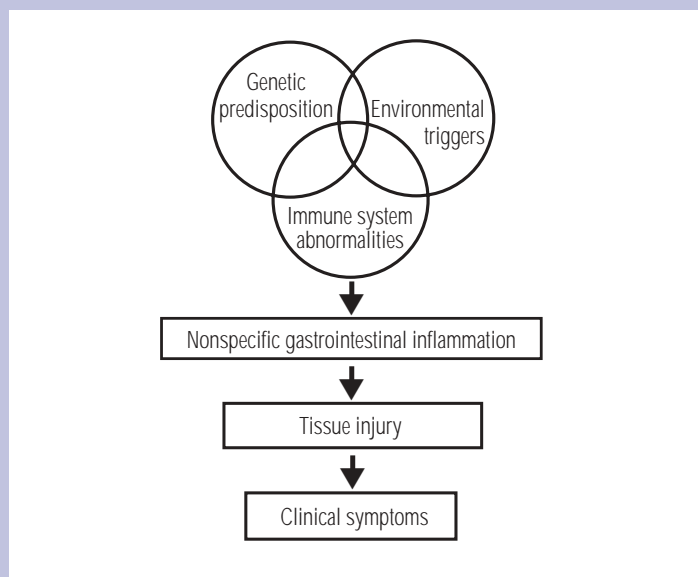 Genetic
predisposition
Environmental
triggers
Immune system
abnormalities
Nonspecific gastrointestinal inflammation
Tissue injury
Clinical symptoms